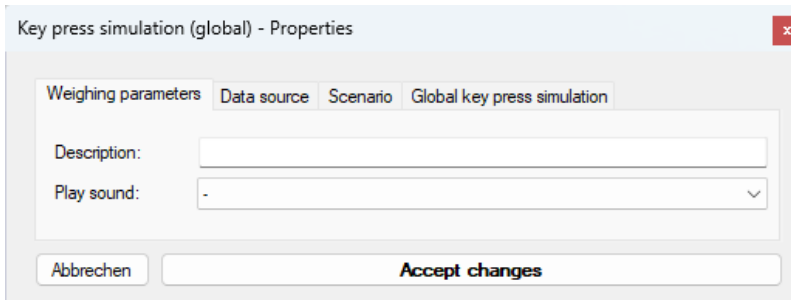 Key press simulation (global) - Properties
x
Weighing parameters Data source Scenario Global key press simulation
Description:
Play sound: -
Abbrechen Accept changes